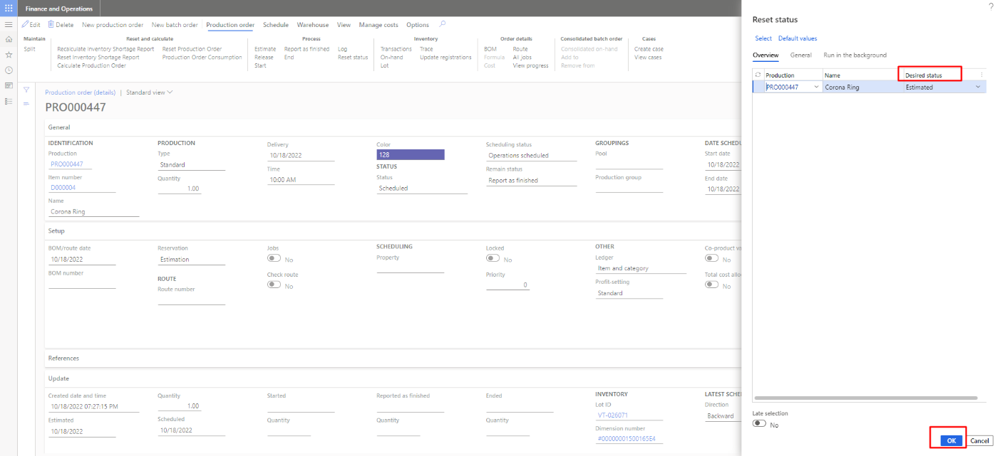 Finance and Operations
?
Edit Delete New production order New batch order Production order Schedule Warehouse View Manage costs Options
Maintain Reset and calculate Process Inventory Order details Consolidated batch order Cases
Split Recalculate Inventory Shortage Report Reset Production Order Estimate Report as finished Log Transactions Trace BOM Route Consolidated on-hand Create case
Reset Inventory Shortage Report Production Order Consumption Release End Reset status On-hand Update registrations Formula All jobs Add to View cases
Calculate Production Order Start Lot Cost View progress Remove from
Production order (details) | Standard view
PRO000447
General
IDENTIFICATION PRODUCTION Delivery Color Scheduling status GROUPINGS DATE SCHEDU
Production Type 10/18/2022 128 Operations scheduled Pool Start date
PRO000447 Standard Time STATUS Remain status 10/18/2022
Item number Quantity 10:00 AM Status Report as finished Production group End date
D000004 1.00 Scheduled 10/18/2022
Name
Corona Ring
Setup
BOM/route date Reservation Jobs SCHEDULING Locked OTHER Co-product va
10/18/2022 Estimation No Property No Ledger No
BOM number ROUTE Check route Priority Item and category Total cost allo
Route number No 0 Profit-setting No
Standard
References
Update
Created date and time Quantity Started Reported as finished Ended INVENTORY LATEST SCHE
10/18/2022 07:27:15 PM 1.00 Lot ID Direction
Estimated Scheduled Quantity Quantity Quantity VT-026071 Backward
10/18/2022 10/18/2022 Dimension number
#00000001500165E4
Reset status
Select Default values
Overview General Run in the background
Production Name Desired status
PRO000447 Corona Ring Estimated
Late selection
No
OK Cancel